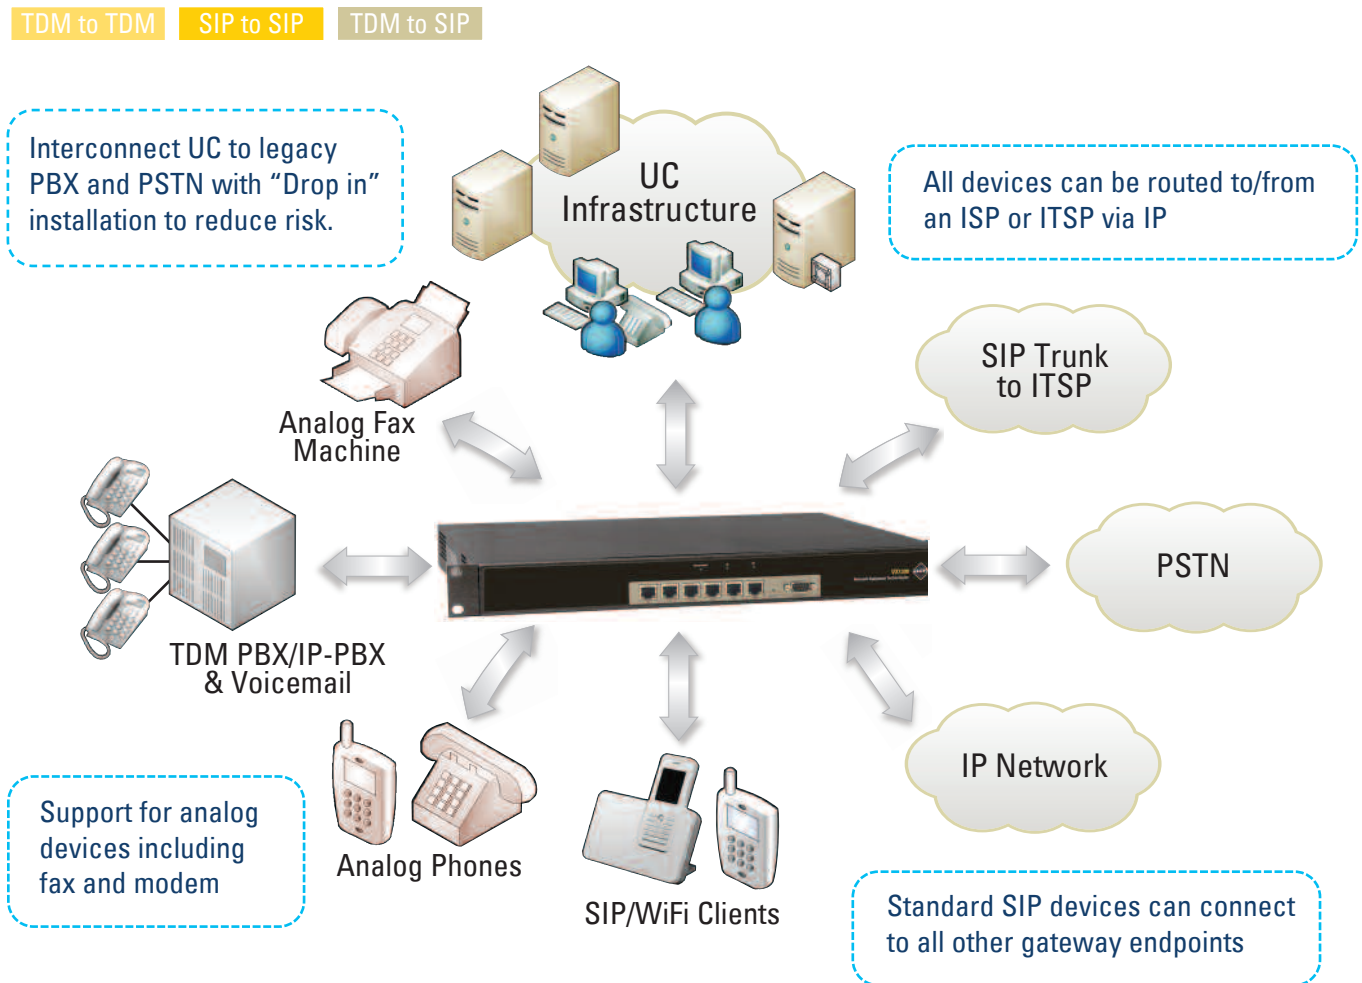 TDM to TDM
SIP to SIP
TDM to SIP
Interconnect UC to legacy
PBX and PSTN with “Drop in”
installation to reduce risk.
UC
Infrastructure
All devices can be routed to/from
an ISP or ITSP via IP
SIP Trunk
to ITSP
Analog Fax
Machine
PSTN
TDM PBX/IP-PBX
& Voicemail
IP Network
Support for analog
devices including
fax and modem
Analog Phones
SIP/WiFi Clients
Standard SIP devices can connect
to all other gateway endpoints